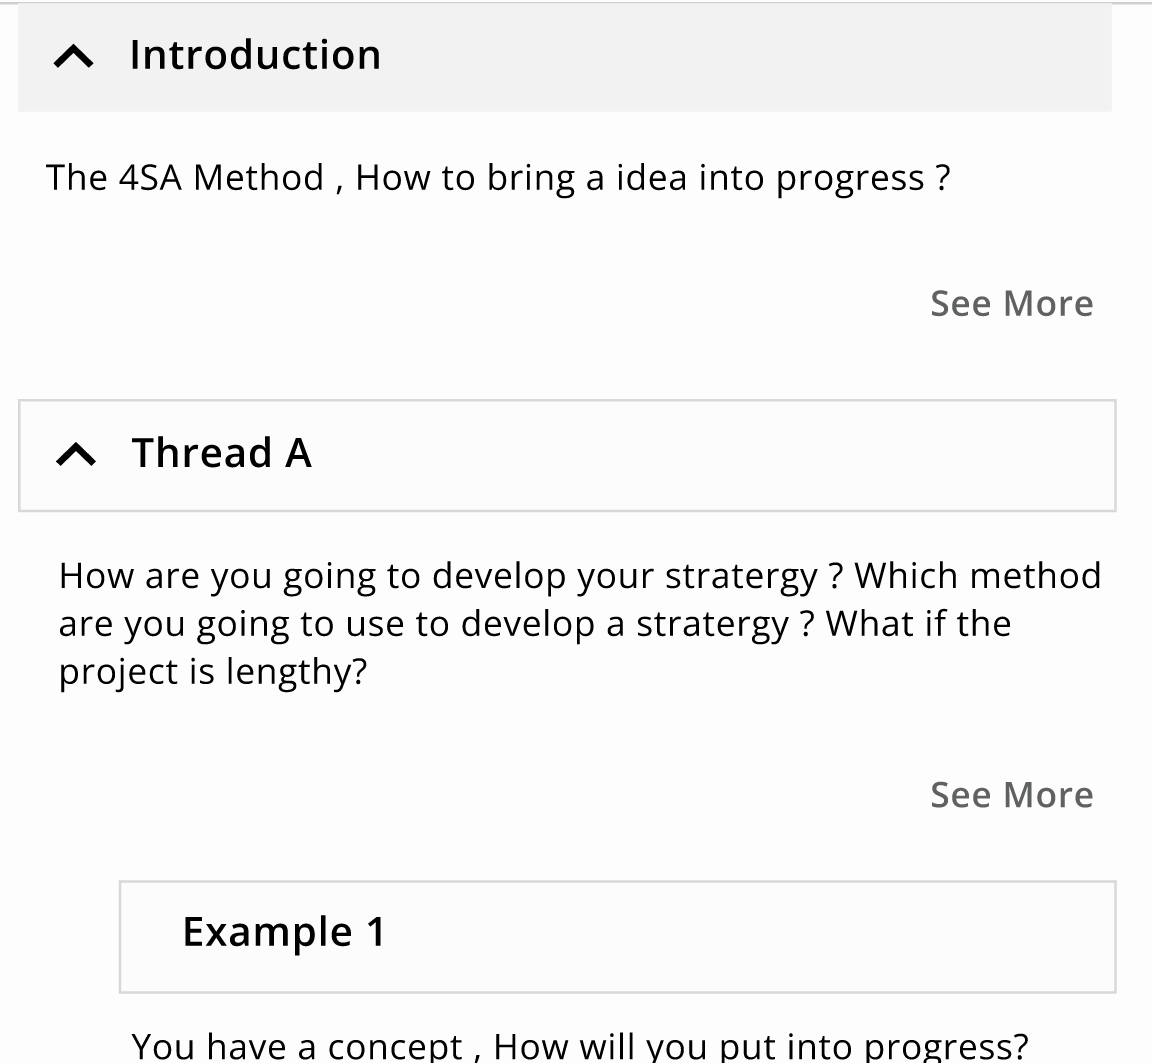 Introduction
The 4SA Method , How to bring a idea into progress ?
See More
Thread A
How are you going to develop your stratergy ? Which method
are you going to use to develop a stratergy ? What if the
project is lengthy?
See More
Example 1
You have a concept , How will you put into progress?